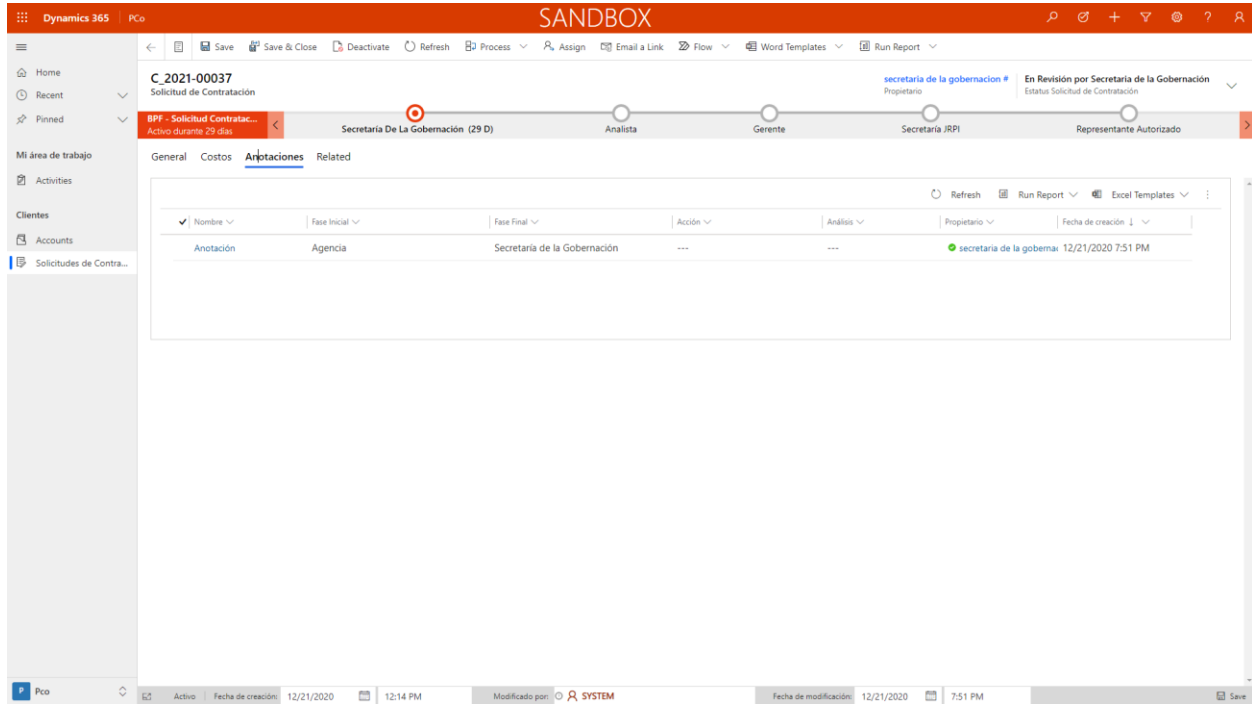 Dynamics 365 PCo SANDBOX
Save Save & Close Deactivate Refresh Process Assign Email a Link Flow Word Templates Run Report
Home
Recent
Pinned
Mi área de trabajo
Activities
Clientes
Accounts
Solicitudes de Contra...
C_2021-00037
Solicitud de Contratación
secretaria de la gobernacion #
Propietario
En Revisión por Secretaria de la Gobernación
Estatus Solicitud de Contratación
BPF - Solicitud Contratac...
Activo durante 29 días
Secretaría De La Gobernación (29 D) Analista Gerente Secretaría JRPI Representante Autorizado
General Costos Anotaciones Related
Refresh Run Report Excel Templates
Nombre Fase Inicial Fase Final Acción Análisis Propietario Fecha de creación
Anotación Agencia Secretaría de la Gobernación --- --- secretaria de la gobernac 12/21/2020 7:51 PM
P Pco
Activo Fecha de creación: 12/21/2020 12:14 PM Modificado por: SYSTEM Fecha de modificación: 12/21/2020 7:51 PM Save